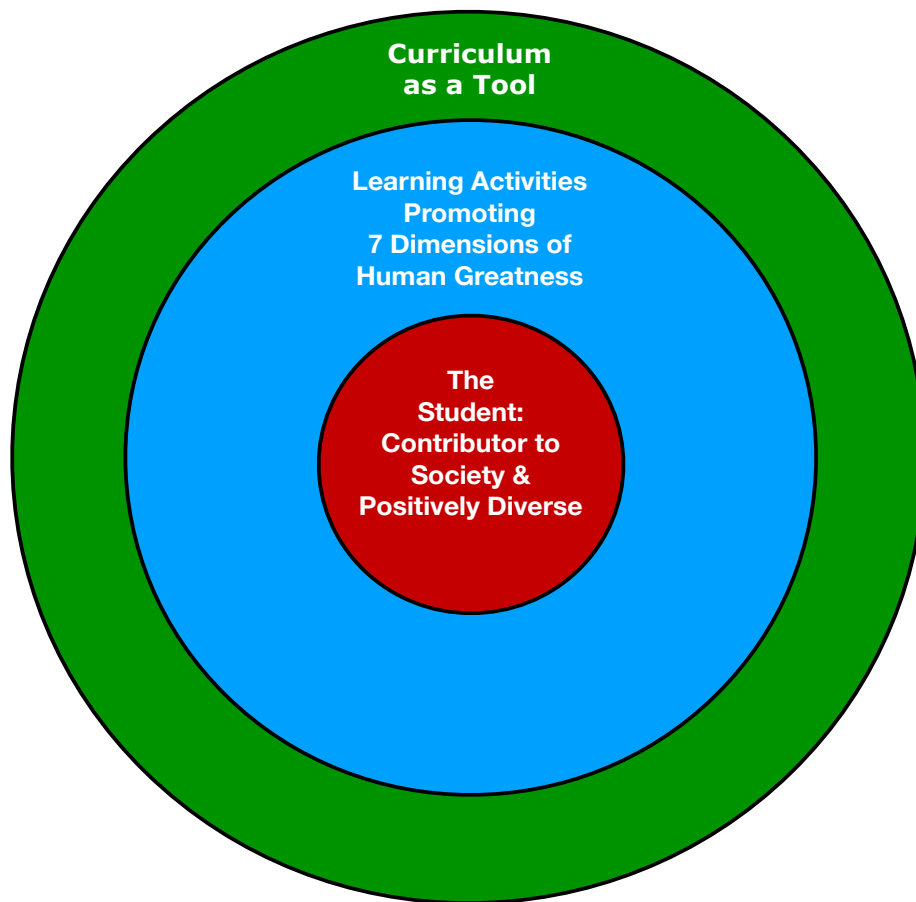 Curriculum
as a Tool
Learning Activities
Promoting
7 Dimensions of
Human Greatness
The
Student:
Contributor to
Society &
Positively Diverse